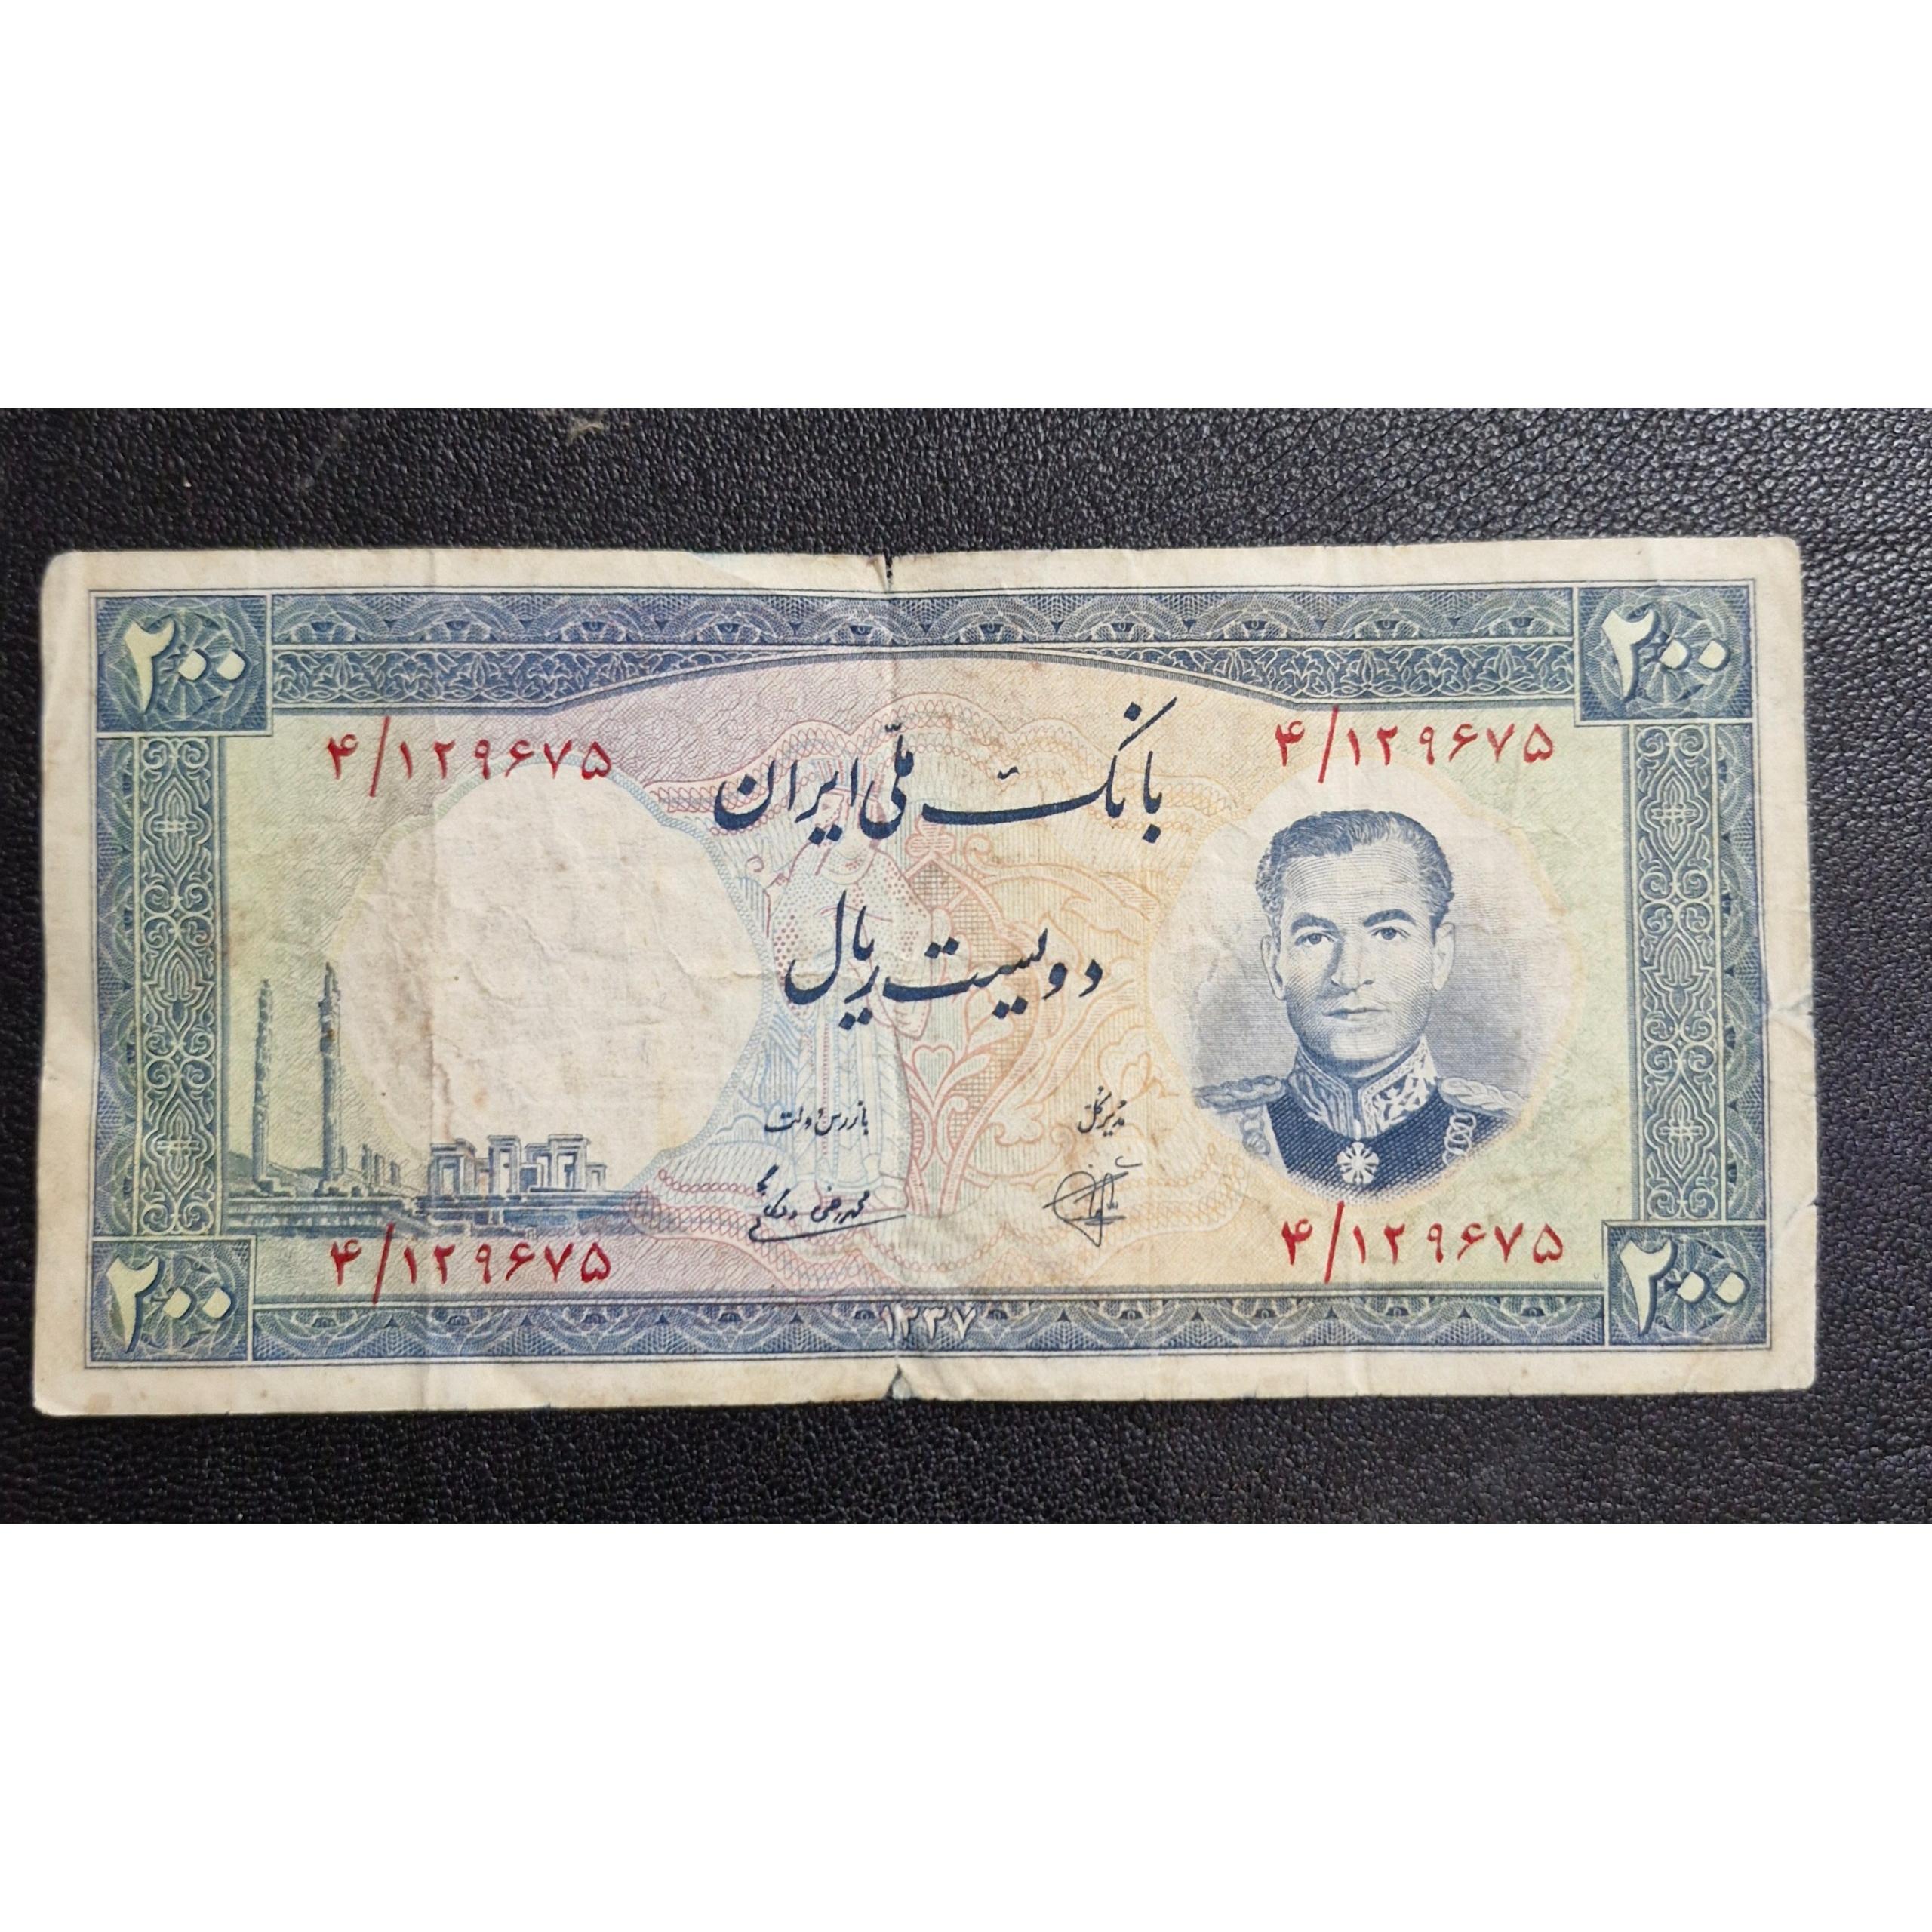 ۲۰۰ ۲۰۰
۴/۱۲۹۶۷۵ ۴/۱۲۹۶۷۵
بانک ملّی ایران
دویست ریال
مدیر کل بازرس دولت
۴/۱۲۹۶۷۵ ۴/۱۲۹۶۷۵
۲۰۰ ۱۳۳۷ ۲۰۰